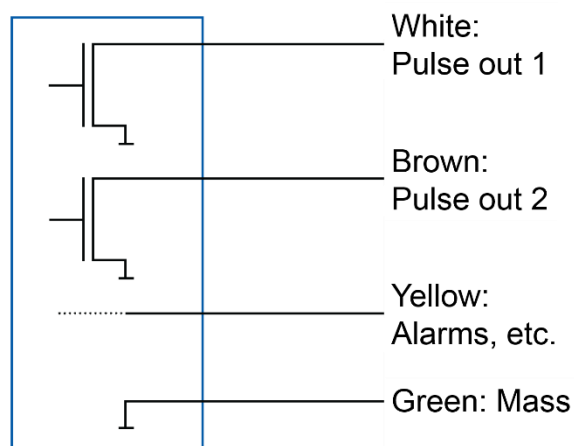 White:
Pulse out 1
Brown:
Pulse out 2
Yellow:
Alarms, etc.
Green: Mass